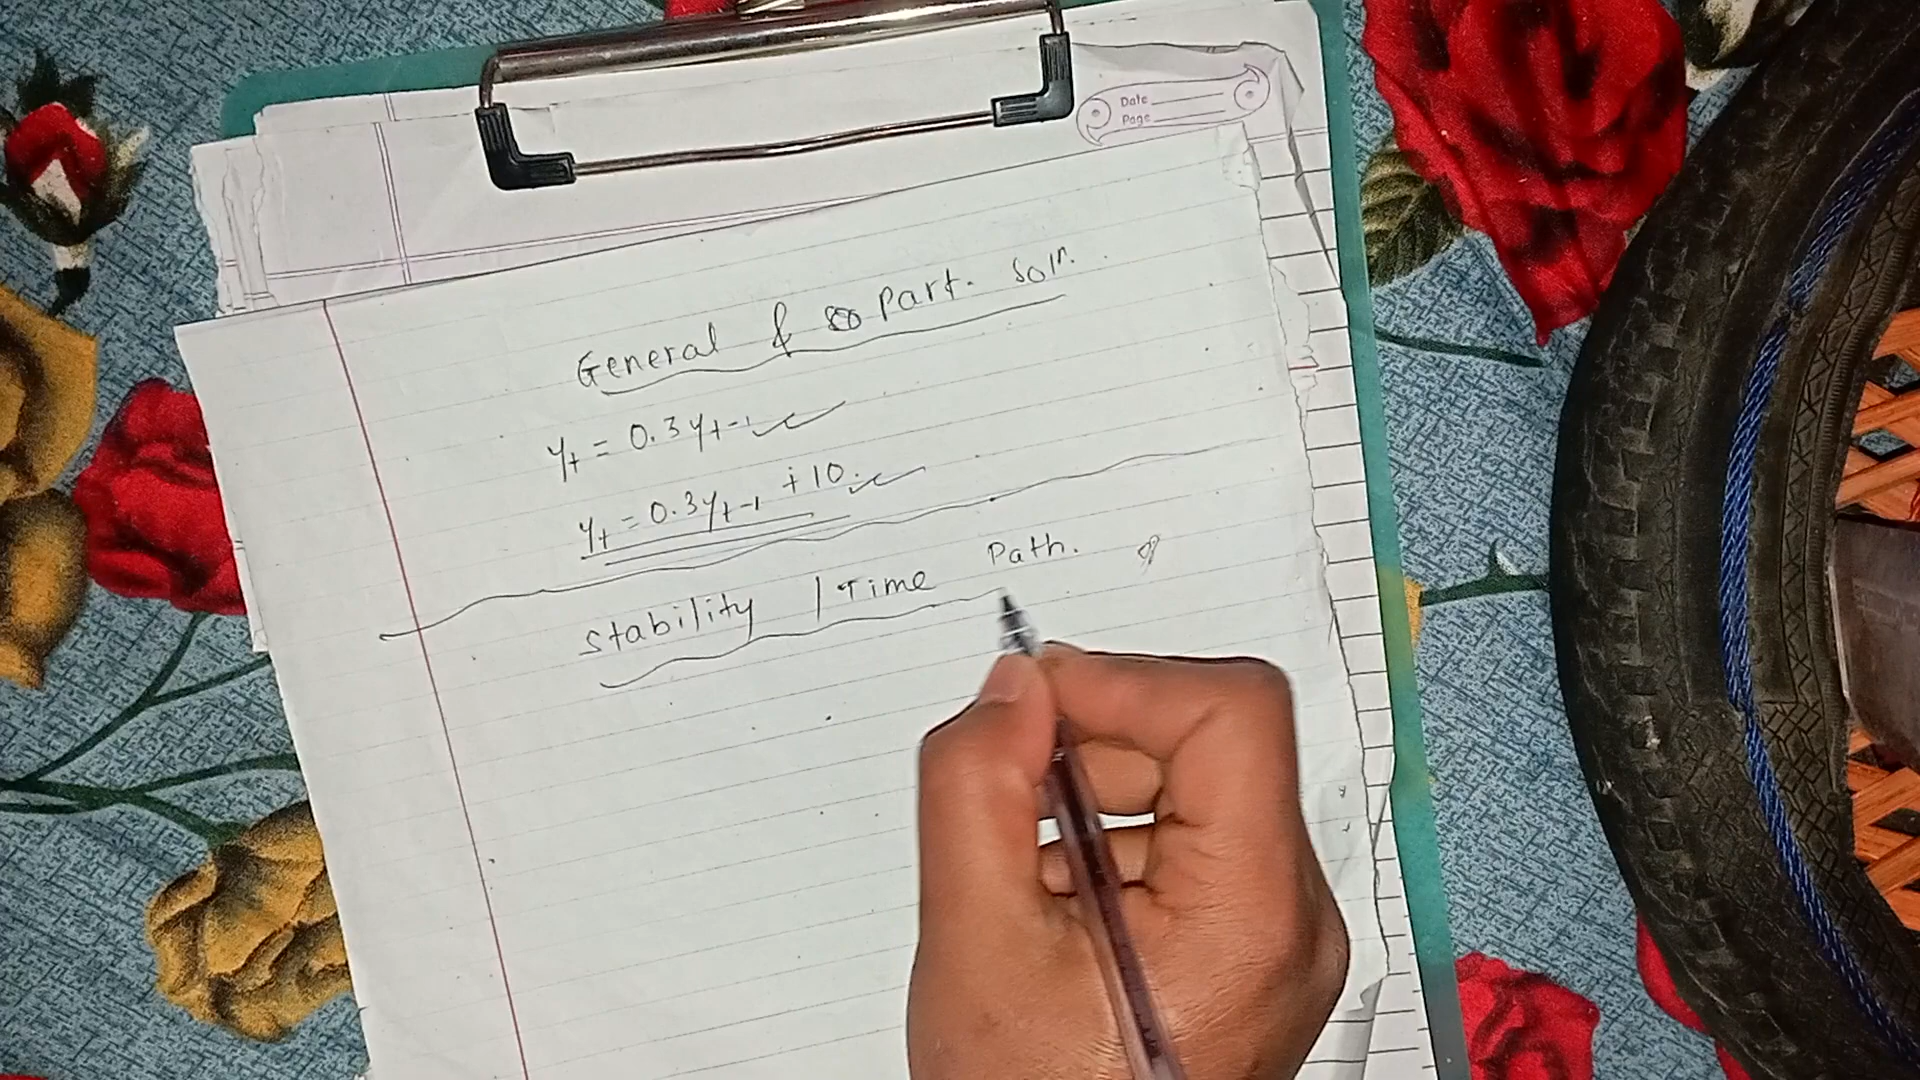 Date
Page
General & Part. Soln.
yt = 0.3yt-1
yt = 0.3yt-1 + 10.
Stability / Time Path.